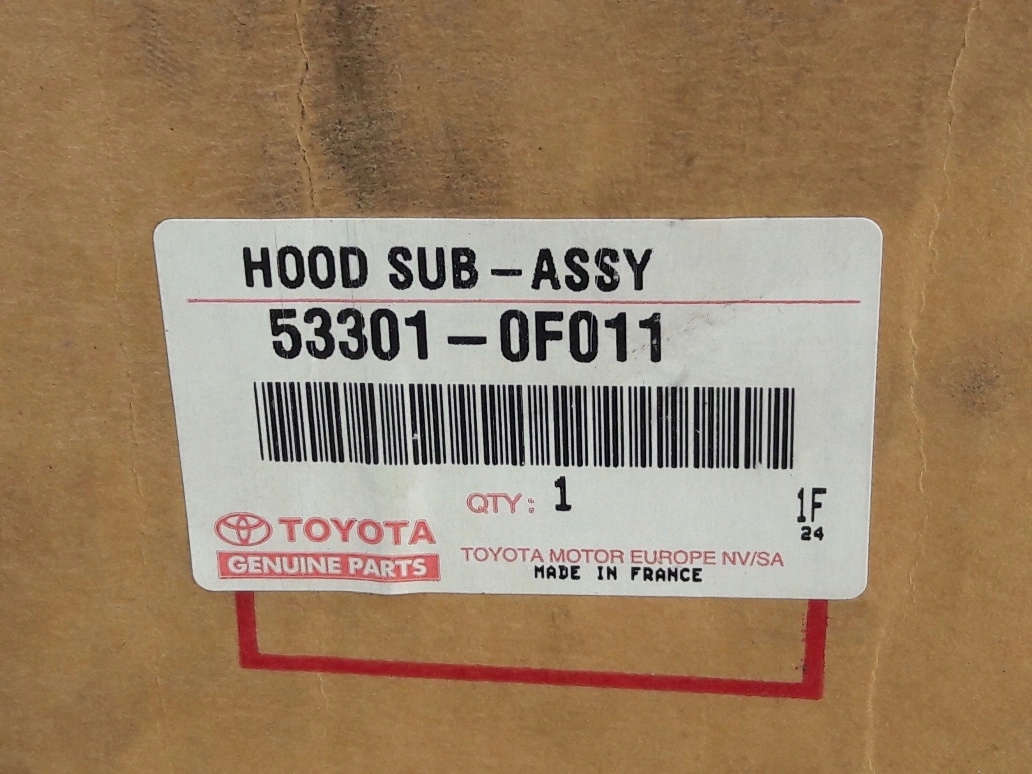 HOOD SUB-ASSY
53301-0F011
QTY: 1
1F
24
TOYOTA
GENUINE PARTS
TOYOTA MOTOR EUROPE NV/SA
MADE IN FRANCE